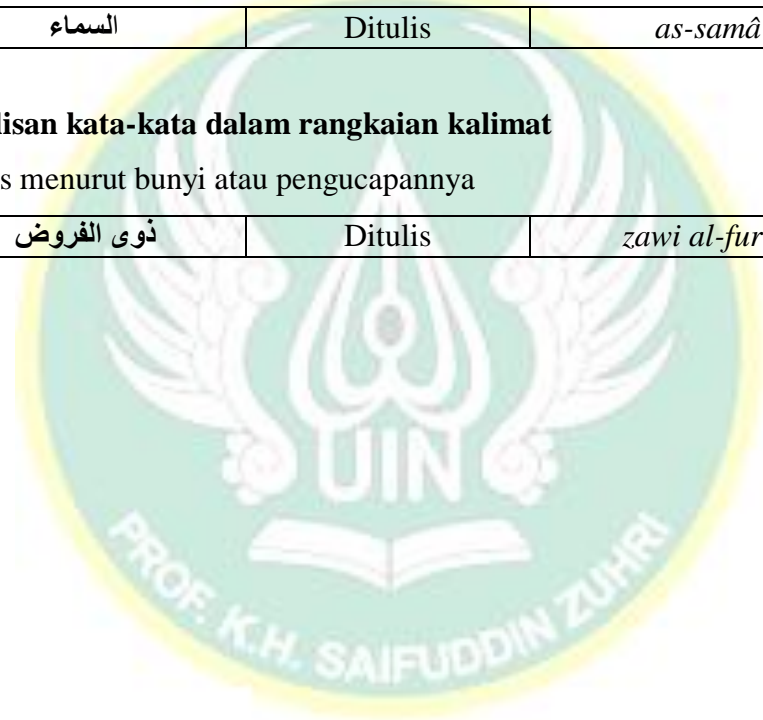 السماء Ditulis as-samâ
lisan kata-kata dalam rangkaian kalimat
s menurut bunyi atau pengucapannya
ذوى الفروض Ditulis zawi al-fur
UIN
PROF. K.H. SAIFUDDIN ZUHRI